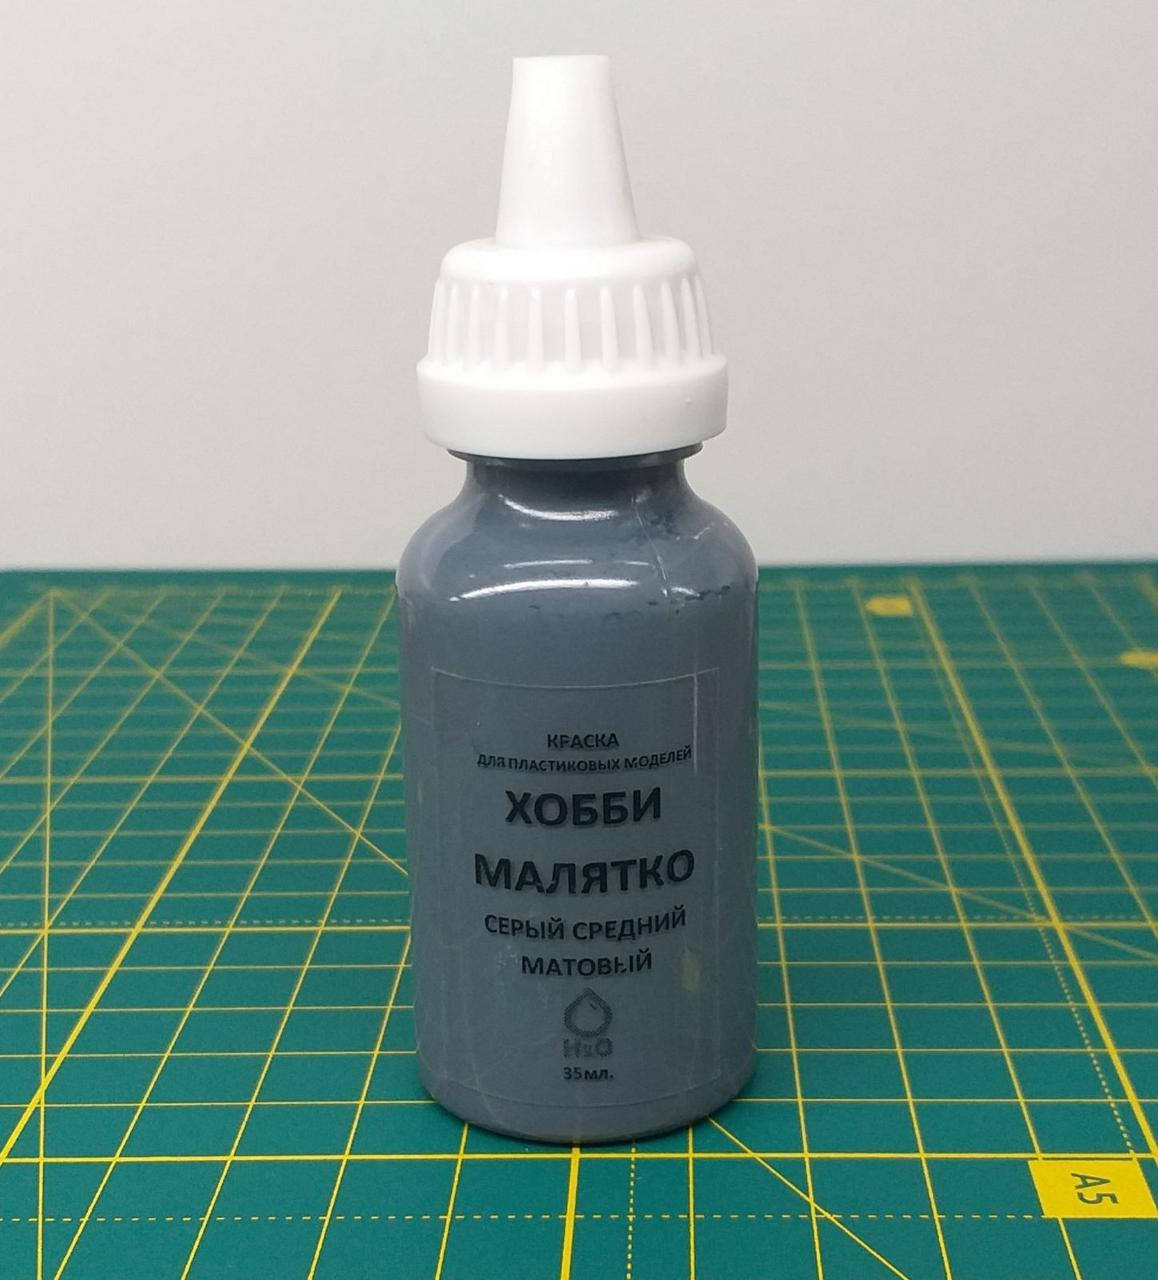 КРАСКА
ДЛЯ ПЛАСТИКОВЫХ МОДЕЛЕЙ
ХОББИ
МАЛЯТКО
СЕРЫЙ СРЕДНИЙ
МАТОВЫЙ
H₂O
35мл.
A5